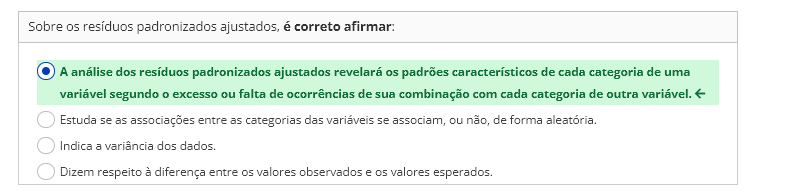 Sobre os resíduos padronizados ajustados, é correto afirmar:
A análise dos resíduos padronizados ajustados revelará os padrões característicos de cada categoria de uma
variável segundo o excesso ou falta de ocorrências de sua combinação com cada categoria de outra variável. ←
Estuda se as associações entre as categorias das variáveis se associam, ou não, de forma aleatória.
Indica a variância dos dados.
Dizem respeito à diferença entre os valores observados e os valores esperados.